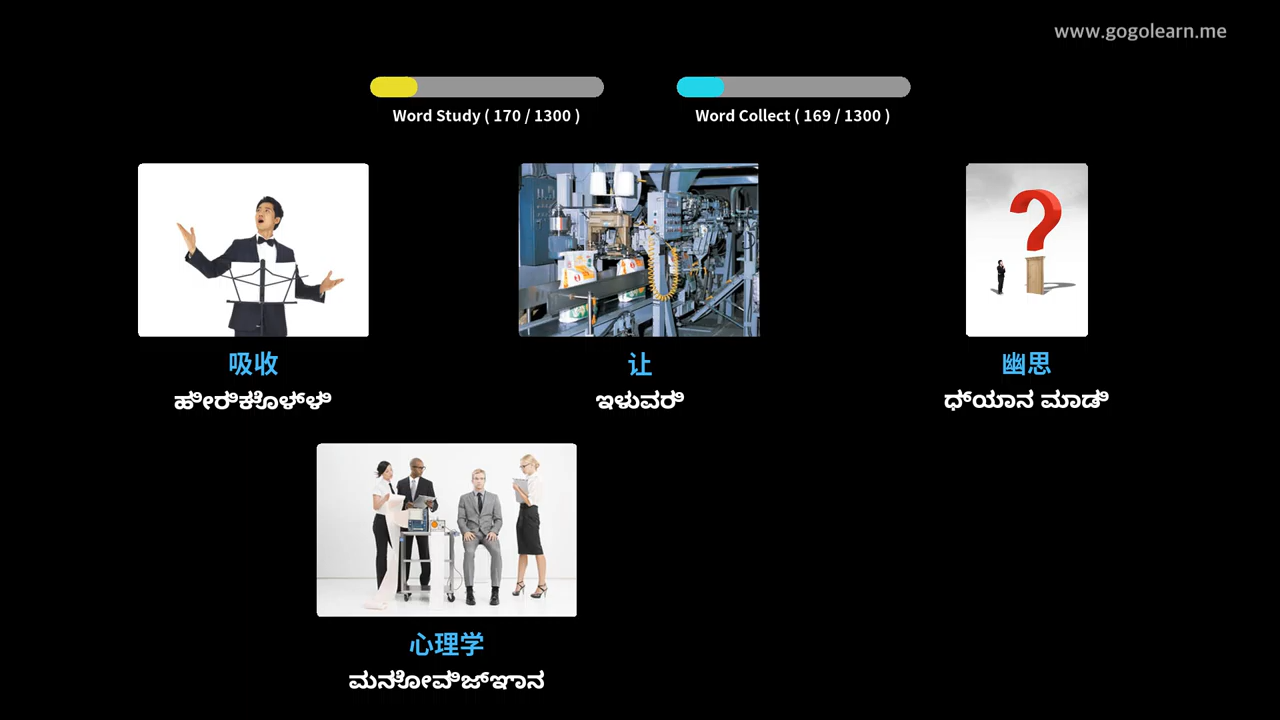 www.gogolearn.me
Word Study ( 170 / 1300 )
Word Collect ( 169 / 1300 )
吸收
ಹೀರಿಕೊಳ್ಳಿ
让
ಇಳುವರಿ
幽思
ಧ್ಯಾನ ಮಾಡಿ
心理学
ಮನೋವಿಜ್ಞಾನ